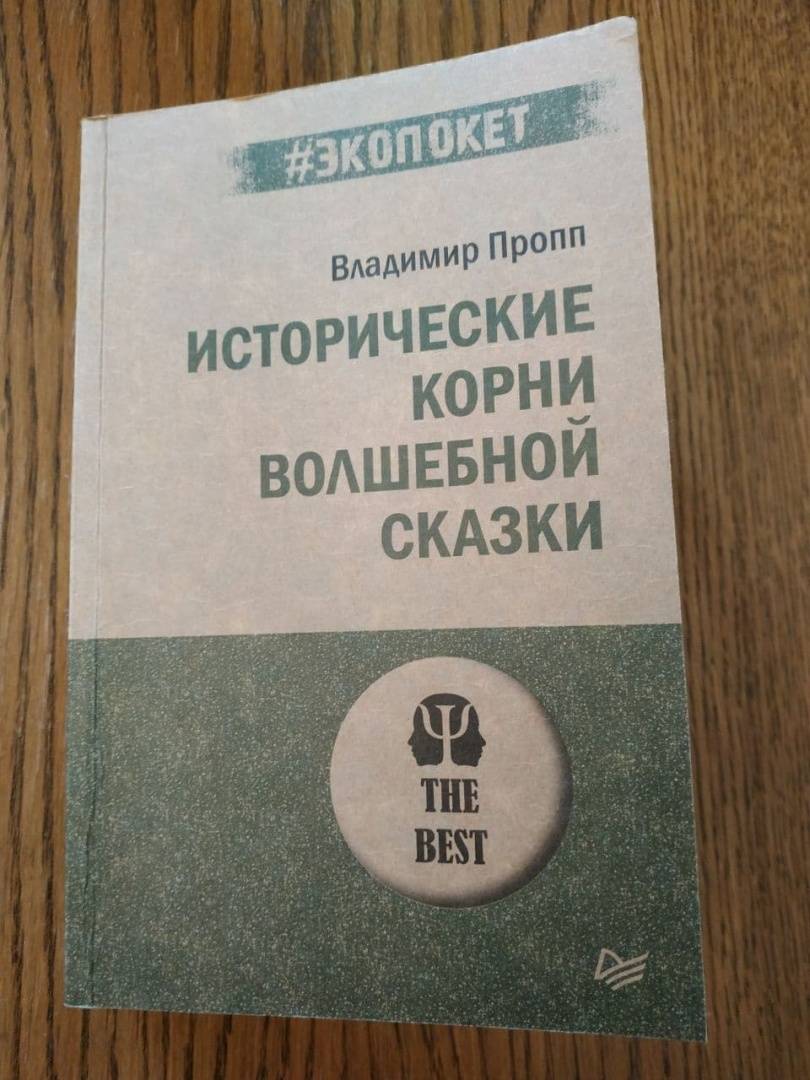 #ЭКОПОКЕТ
Владимир Пропп
ИСТОРИЧЕСКИЕ
КОРНИ
ВОЛШЕБНОЙ
СКАЗКИ
Ψ
THE
BEST